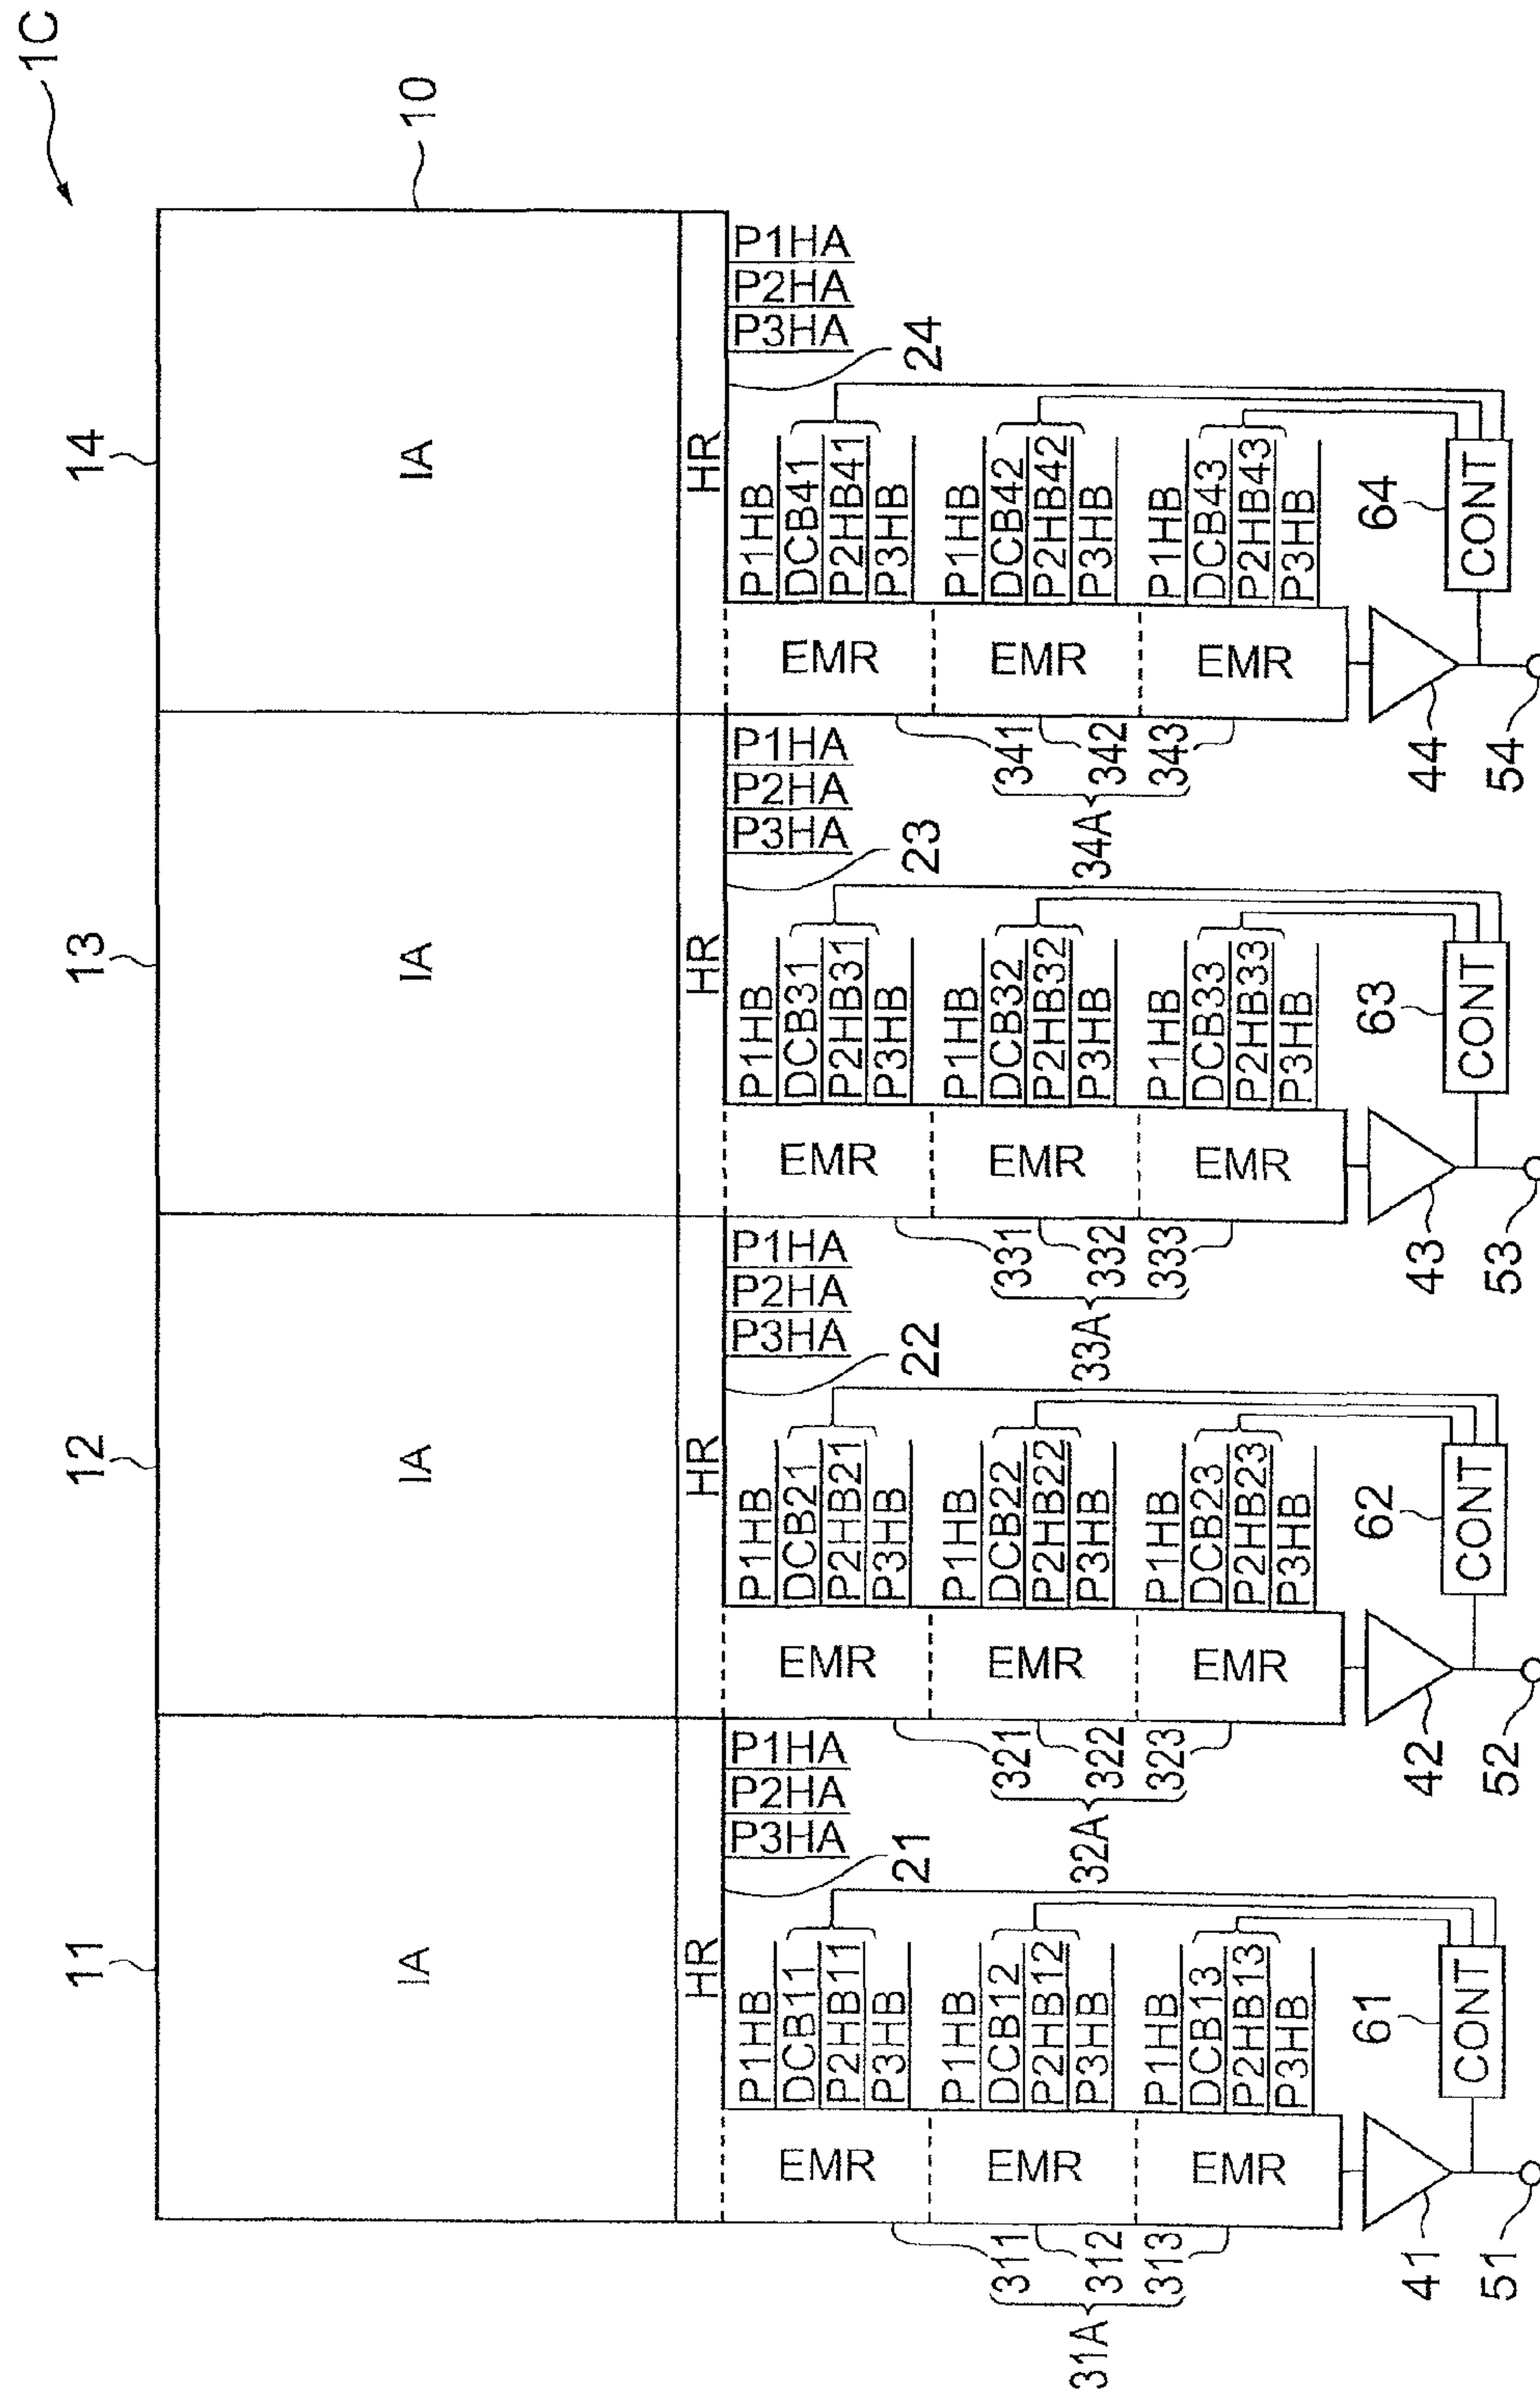 1C
10
11
12
13
14
IA
IA
IA
IA
HR
HR
HR
HR
P1HB
DCB11
P2HB11
P3HB
P1HB
DCB12
P2HB12
P3HB
P1HB
DCB13
P2HB13
P3HB
P3HA
P2HA
P1HA
21
EMR
EMR
EMR
311
312
313
31A
61
CONT
41
51
P1HB
DCB21
P2HB21
P3HB
P1HB
DCB22
P2HB22
P3HB
P1HB
DCB23
P2HB23
P3HB
P3HA
P2HA
P1HA
22
EMR
EMR
EMR
321
322
323
32A
62
CONT
42
52
P1HB
DCB31
P2HB31
P3HB
P1HB
DCB32
P2HB32
P3HB
P1HB
DCB33
P2HB33
P3HB
P3HA
P2HA
P1HA
23
EMR
EMR
EMR
331
332
333
33A
63
CONT
43
53
P1HB
DCB41
P2HB41
P3HB
P1HB
DCB42
P2HB42
P3HB
P1HB
DCB43
P2HB43
P3HB
P3HA
P2HA
P1HA
24
EMR
EMR
EMR
341
342
343
34A
64
CONT
44
54